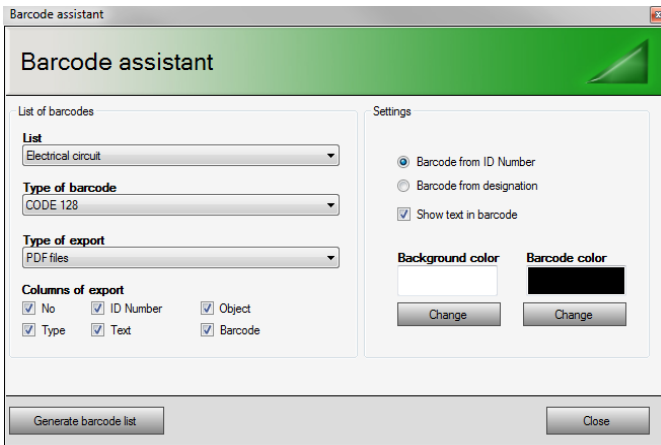 Barcode assistant
Barcode assistant
List of barcodes
List
Electrical circuit
Type of barcode
CODE 128
Type of export
PDF files
Columns of export
No ID Number Object
Type Text Barcode
Settings
Barcode from ID Number
Barcode from designation
Show text in barcode
Background color Barcode color
Change Change
Generate barcode list Close